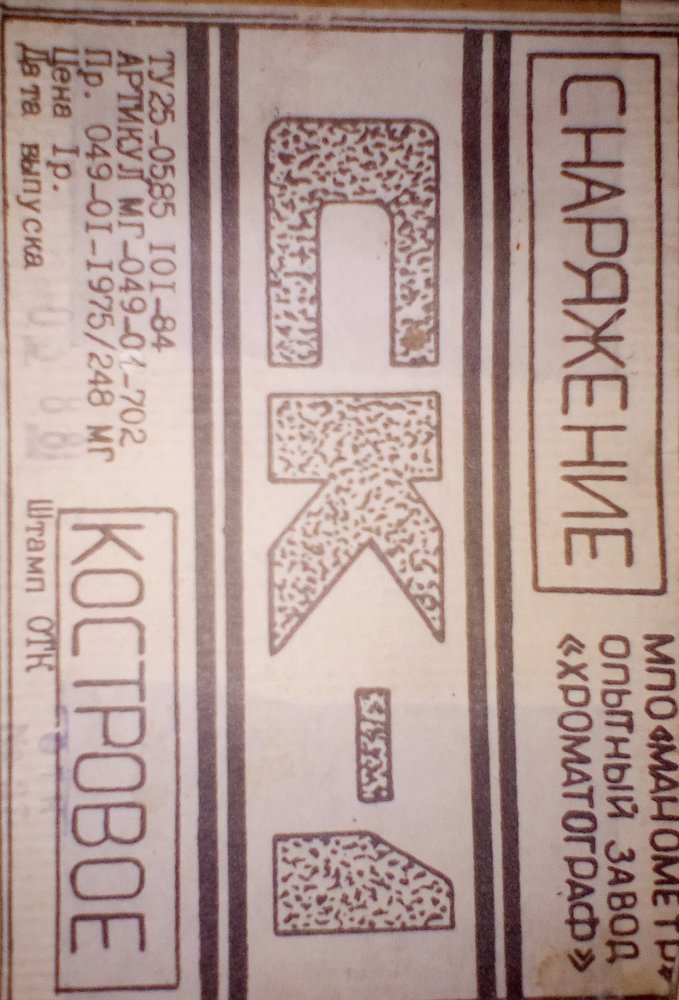 СНАРЯЖЕНИЕ
МПО «МАНОМЕТР»
ОПЫТНЫЙ ЗАВОД
«ХРОМАТОГРАФ»
СК-1
ТУ25-0585 101-84
АРТИКУЛ МГ-049-01-702
Пр. 049-01-1975/248 МГ
Цена 1р.
Дата выпуска
КОСТРОВОЕ
Штамп ОТК